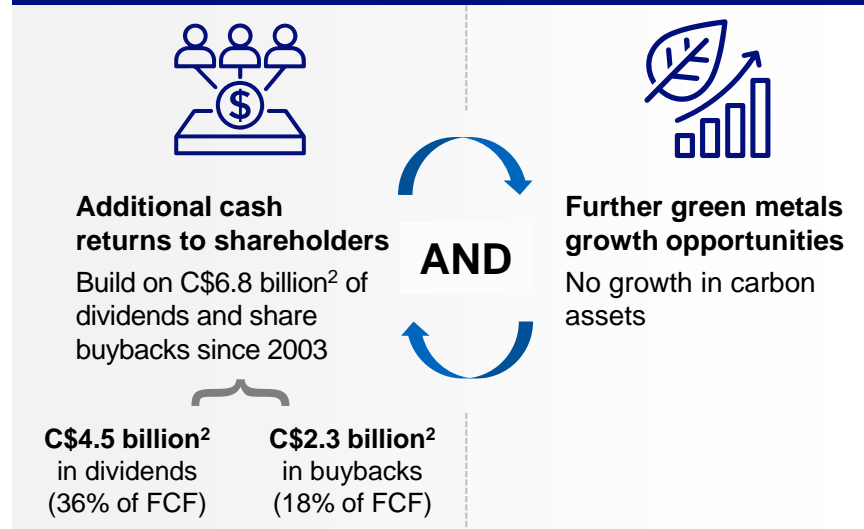 $
Additional cash
returns to shareholders
Build on C$6.8 billion² of
dividends and share
buybacks since 2003
C$4.5 billion²
in dividends
(36% of FCF)
C$2.3 billion²
in buybacks
(18% of FCF)
AND
Further green metals
growth opportunities
No growth in carbon
assets